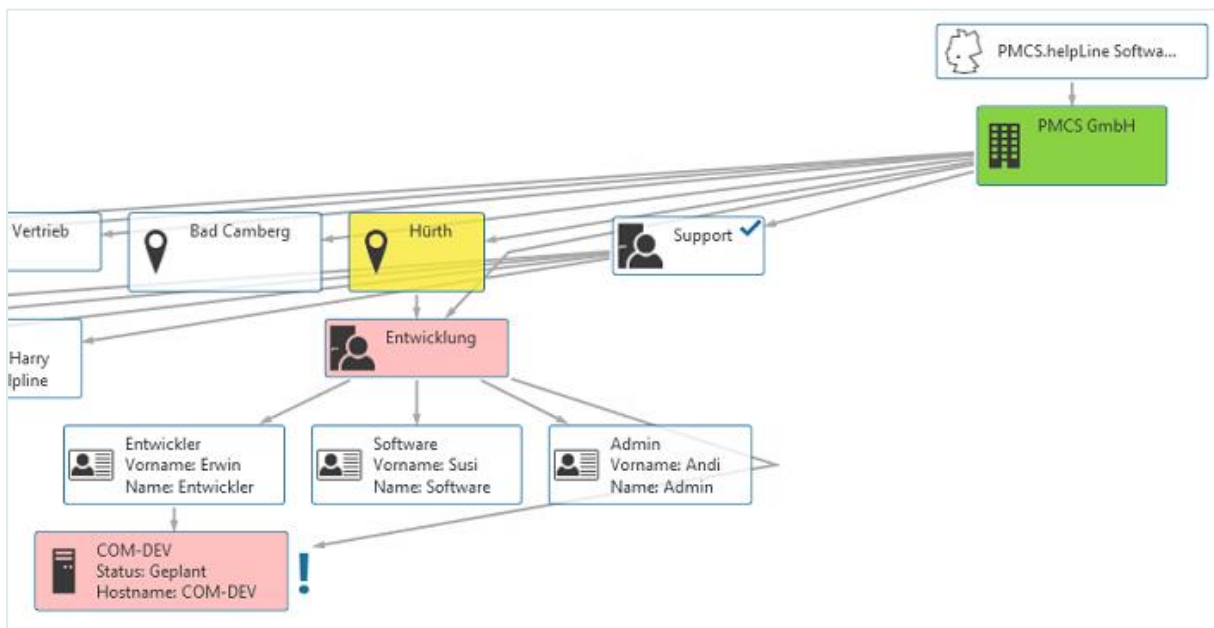 PMCS.helpLine Softwa...
PMCS GmbH
Vertrieb
Bad Camberg
Hürth
Support
Entwicklung
Harry
lpline
Entwickler
Vorname: Erwin
Name: Entwickler
Software
Vorname: Susi
Name: Software
Admin
Vorname: Andi
Name: Admin
COM-DEV
Status: Geplant
Hostname: COM-DEV
!